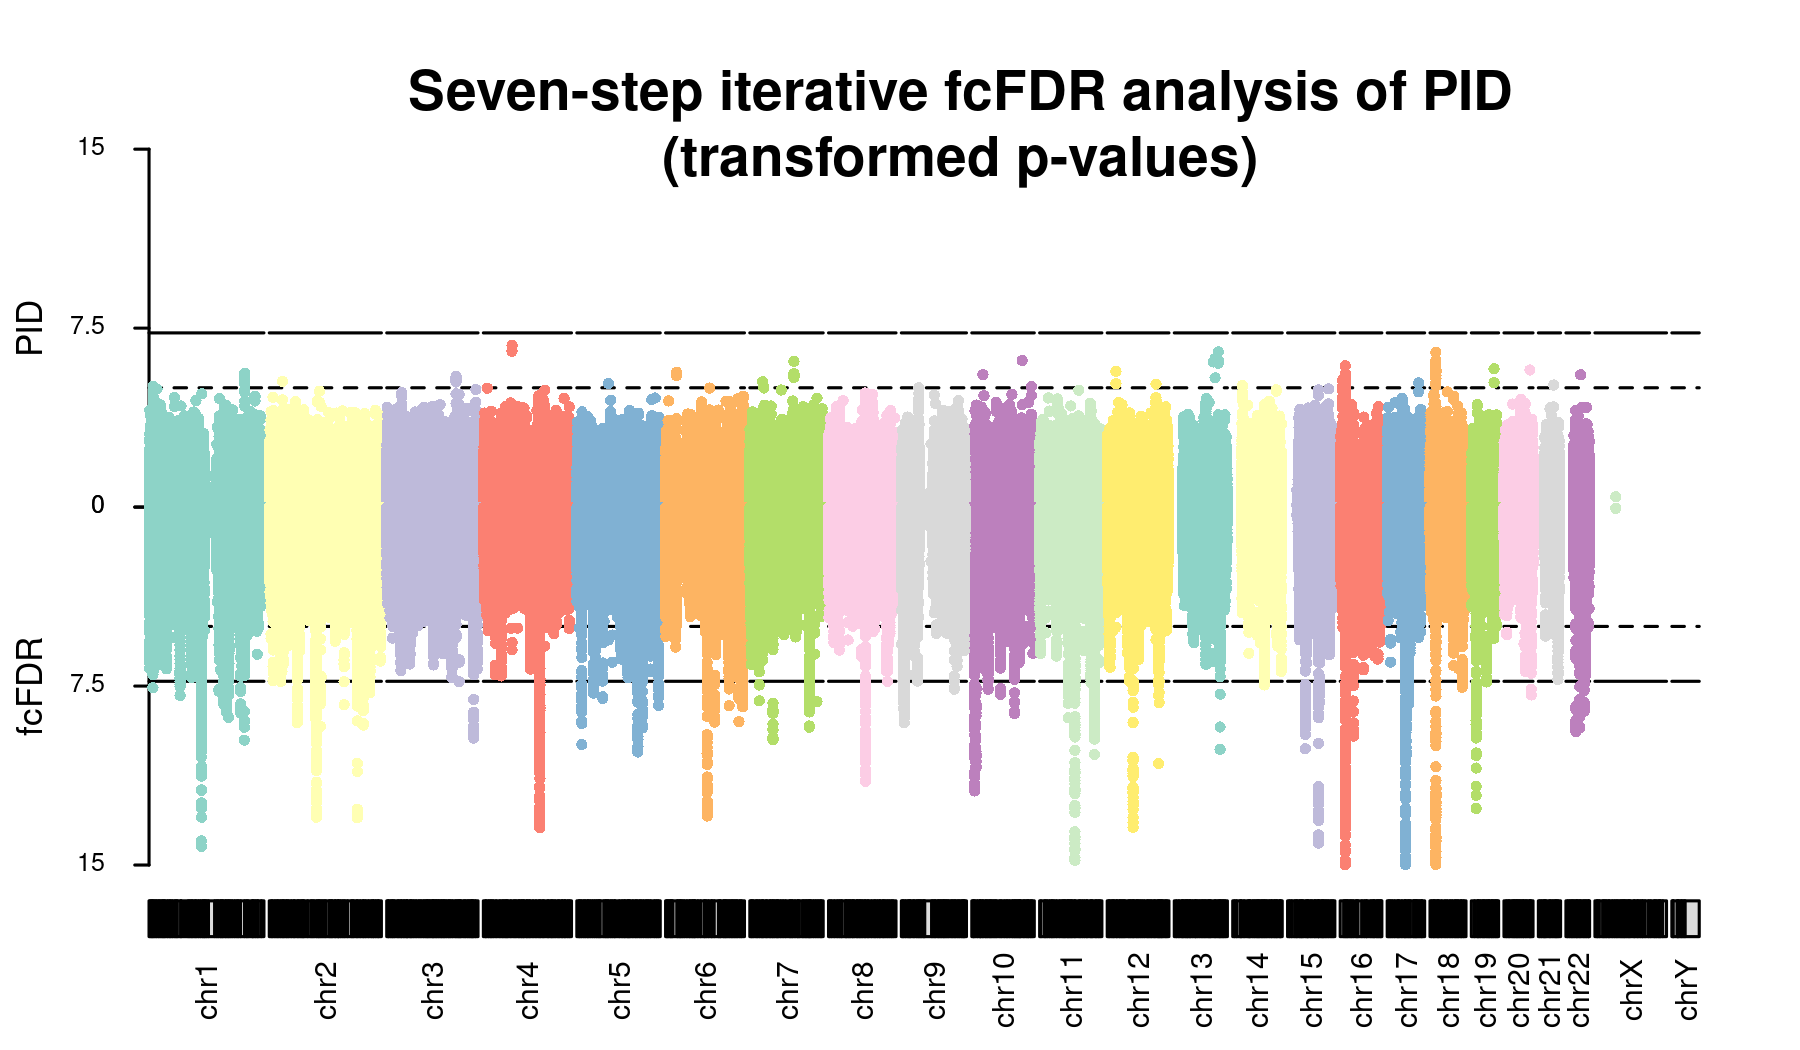 Seven-step iterative fcFDR analysis of PID
(transformed p-values)
15
7.5
0
7.5
15
PID
fcFDR
chr1
chr2
chr3
chr4
chr5
chr6
chr7
chr8
chr9
chr10
chr11
chr12
chr13
chr14
chr15
chr16
chr17
chr18
chr19
chr20
chr21
chr22
chrX
chrY